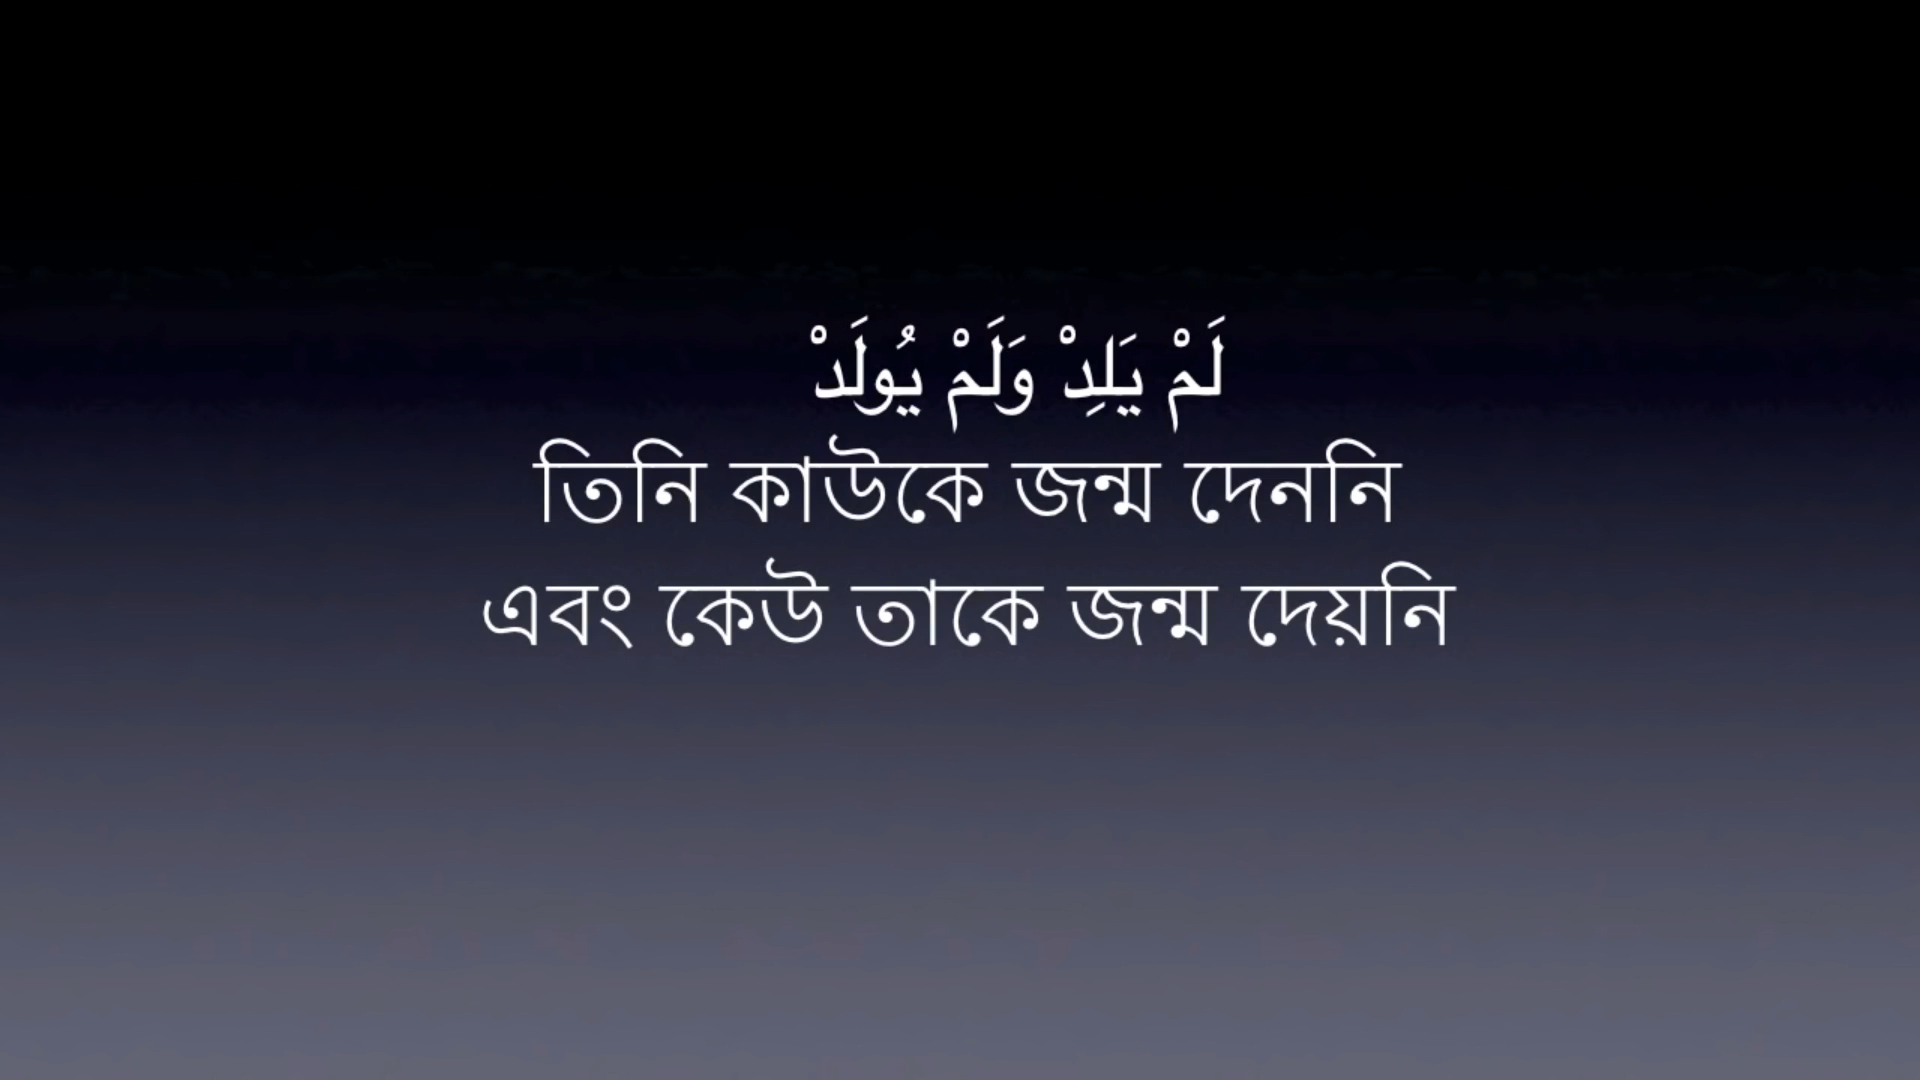 لَمْ يَلِدْ وَلَمْ يُولَدْ
তিনি কাউকে জন্ম দেননি
এবং কেউ তাকে জন্ম দেয়নি